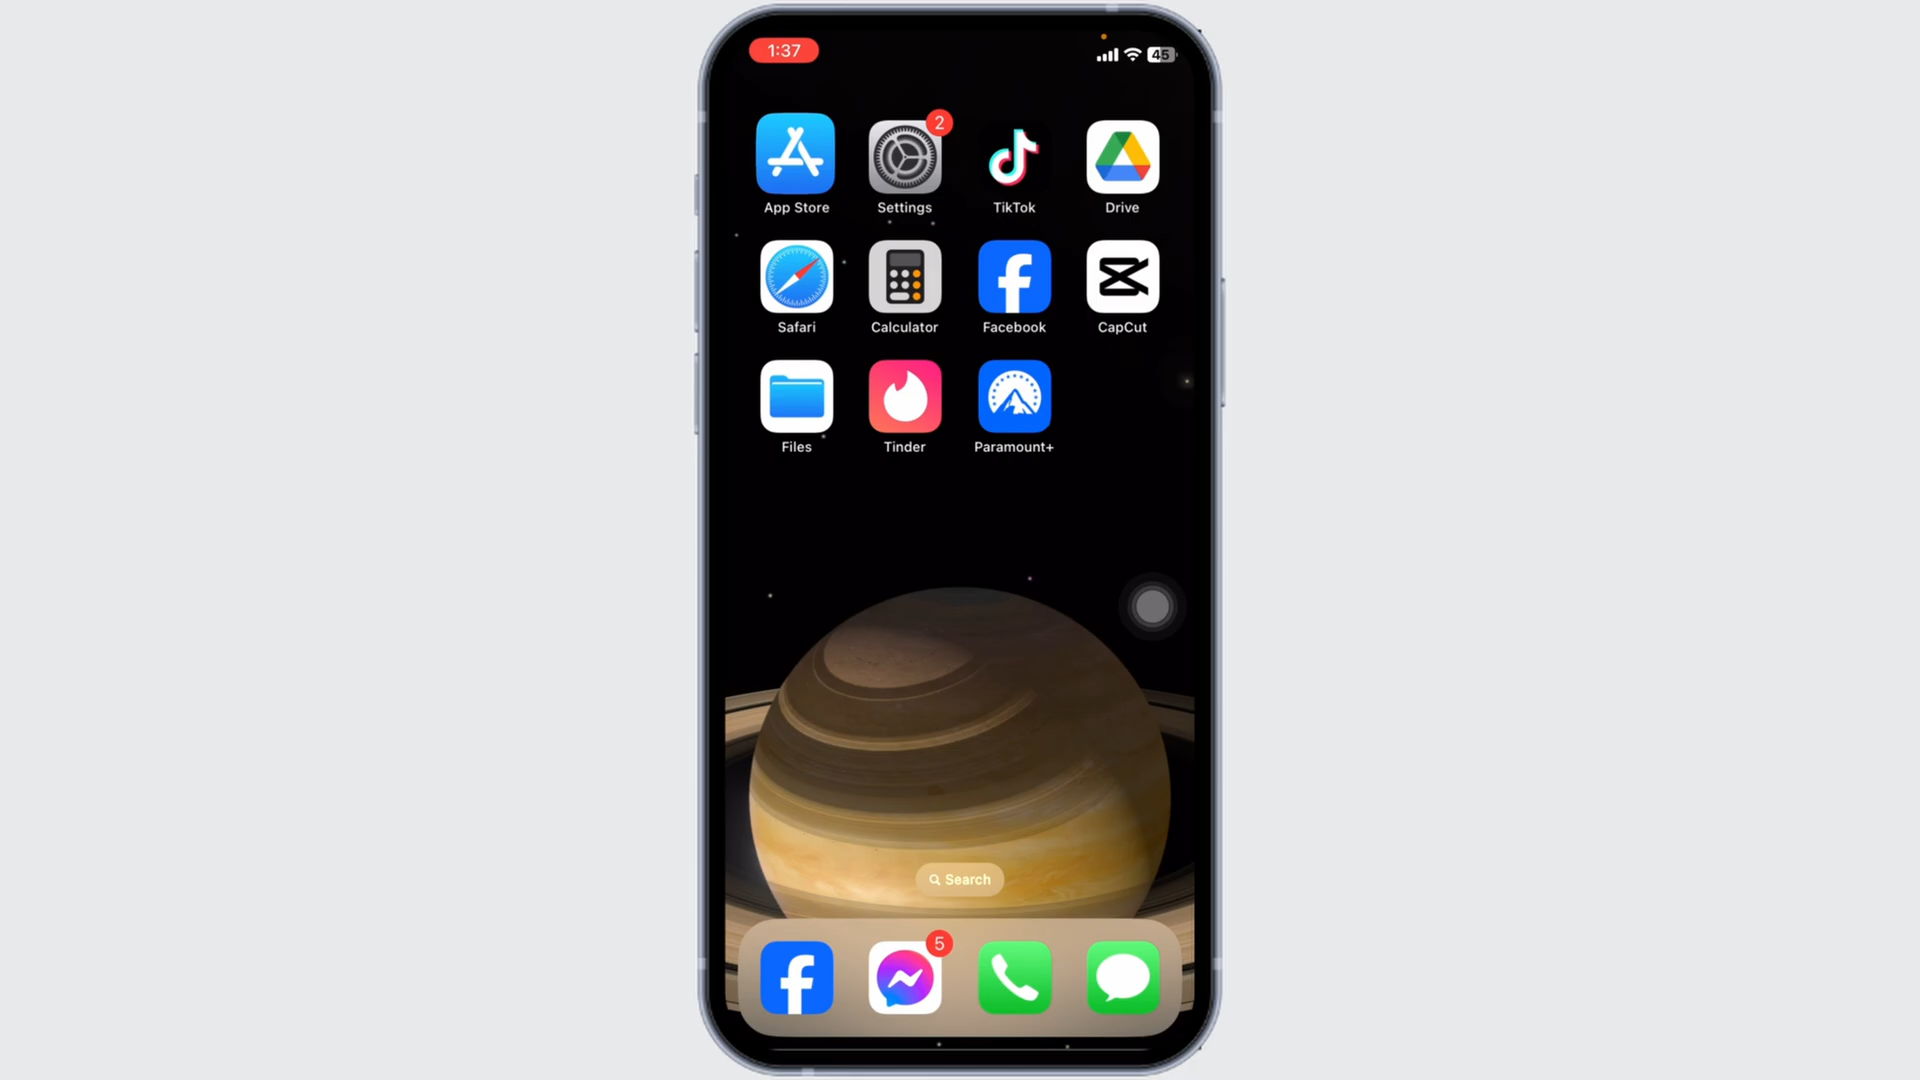 1:37
45
2
App Store Settings TikTok Drive
Safari Calculator Facebook CapCut
Files Tinder Paramount+
Search
5